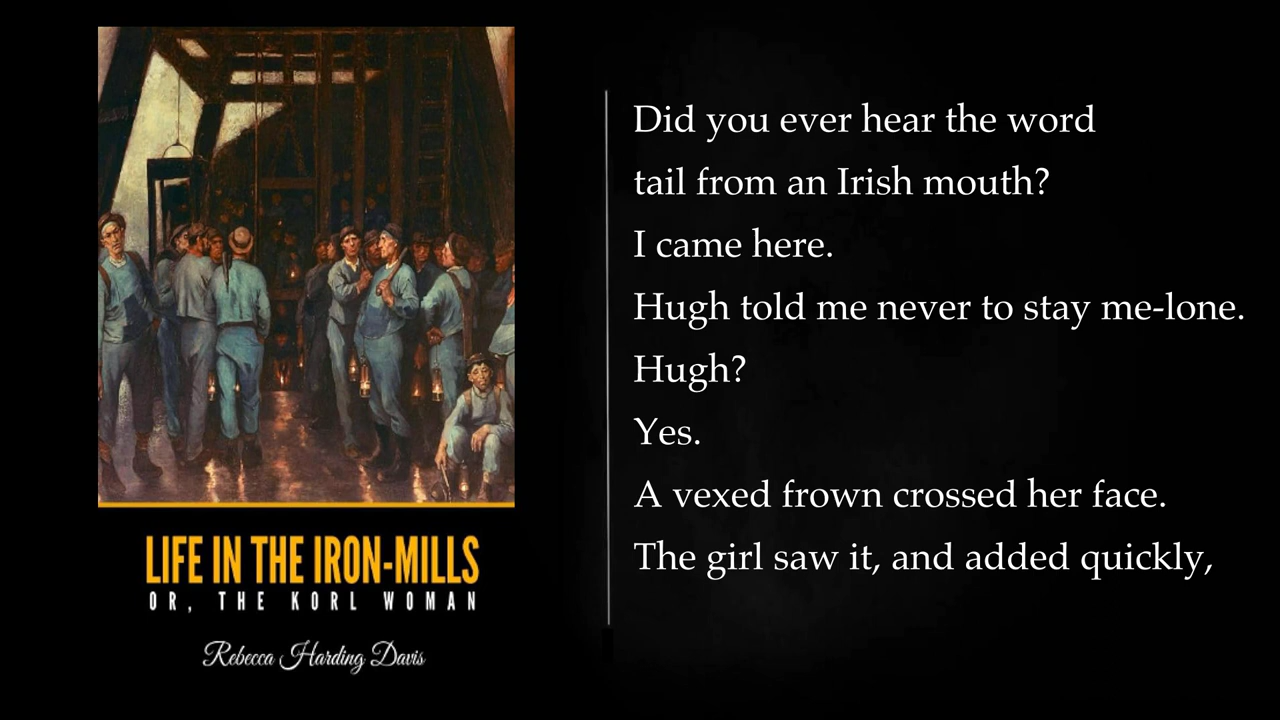 LIFE IN THE IRON-MILLS
OR, THE KORL WOMAN
Rebecca Harding Davis
Did you ever hear the word
tail from an Irish mouth?
I came here.
Hugh told me never to stay me-lone.
Hugh?
Yes.
A vexed frown crossed her face.
The girl saw it, and added quickly,